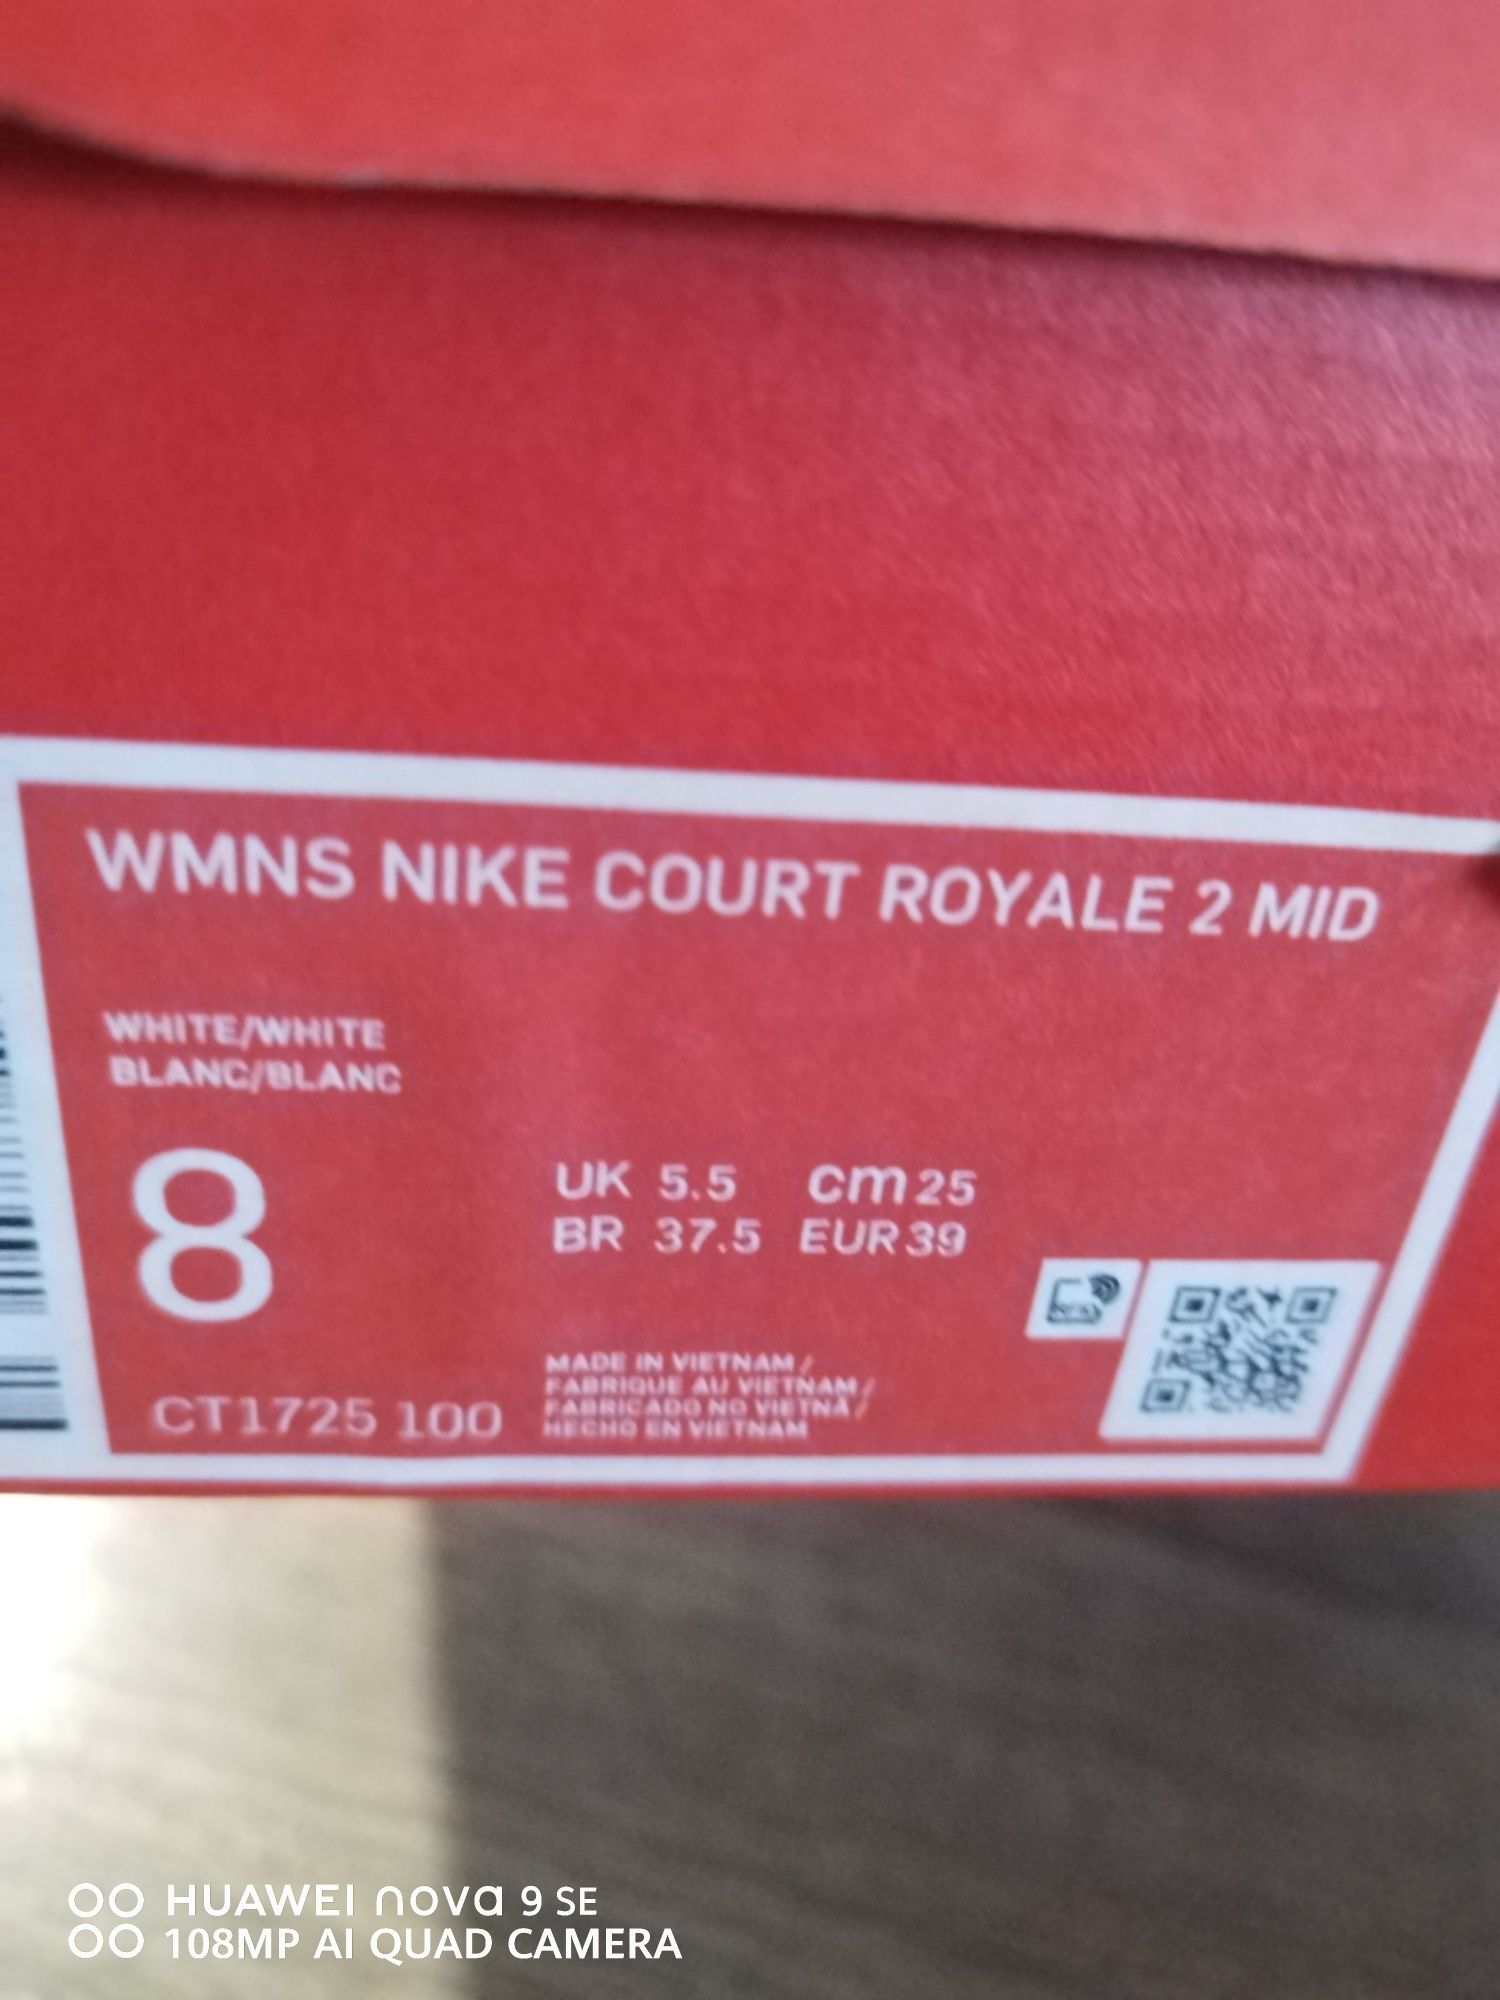 WMNS NIKE COURT ROYALE 2 MID
WHITE/WHITE
BLANC/BLANC
8
UK 5.5 cm 25
BR 37.5 EUR 39
CT1725 100
MADE IN VIETNAM /
FABRIQUE AU VIETNAM /
FABRICADO NO VIETNÃ /
HECHO EN VIETNAM
HUAWEI nova 9 SE
108MP AI QUAD CAMERA